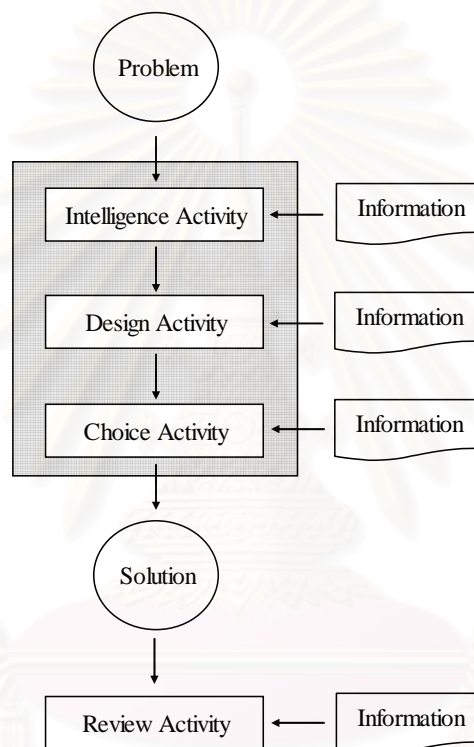 Problem
Intelligence Activity
Information
Design Activity
Information
Choice Activity
Information
Solution
Review Activity
Information